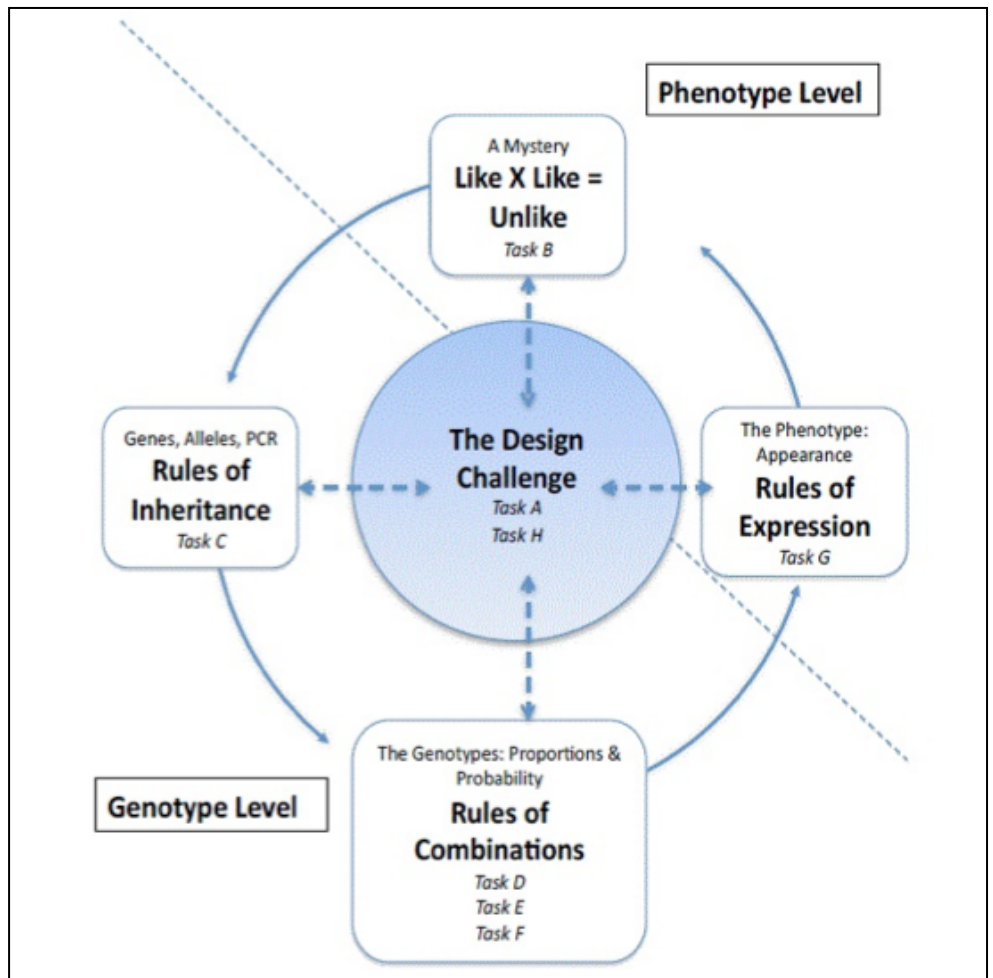 Phenotype Level
A Mystery
Like X Like =
Unlike
Task B
Genes, Alleles, PCR
Rules of
Inheritance
Task C
The Design
Challenge
Task A
Task H
The Phenotype:
Appearance
Rules of
Expression
Task G
The Genotypes: Proportions &
Probability
Rules of
Combinations
Task D
Task E
Task F
Genotype Level